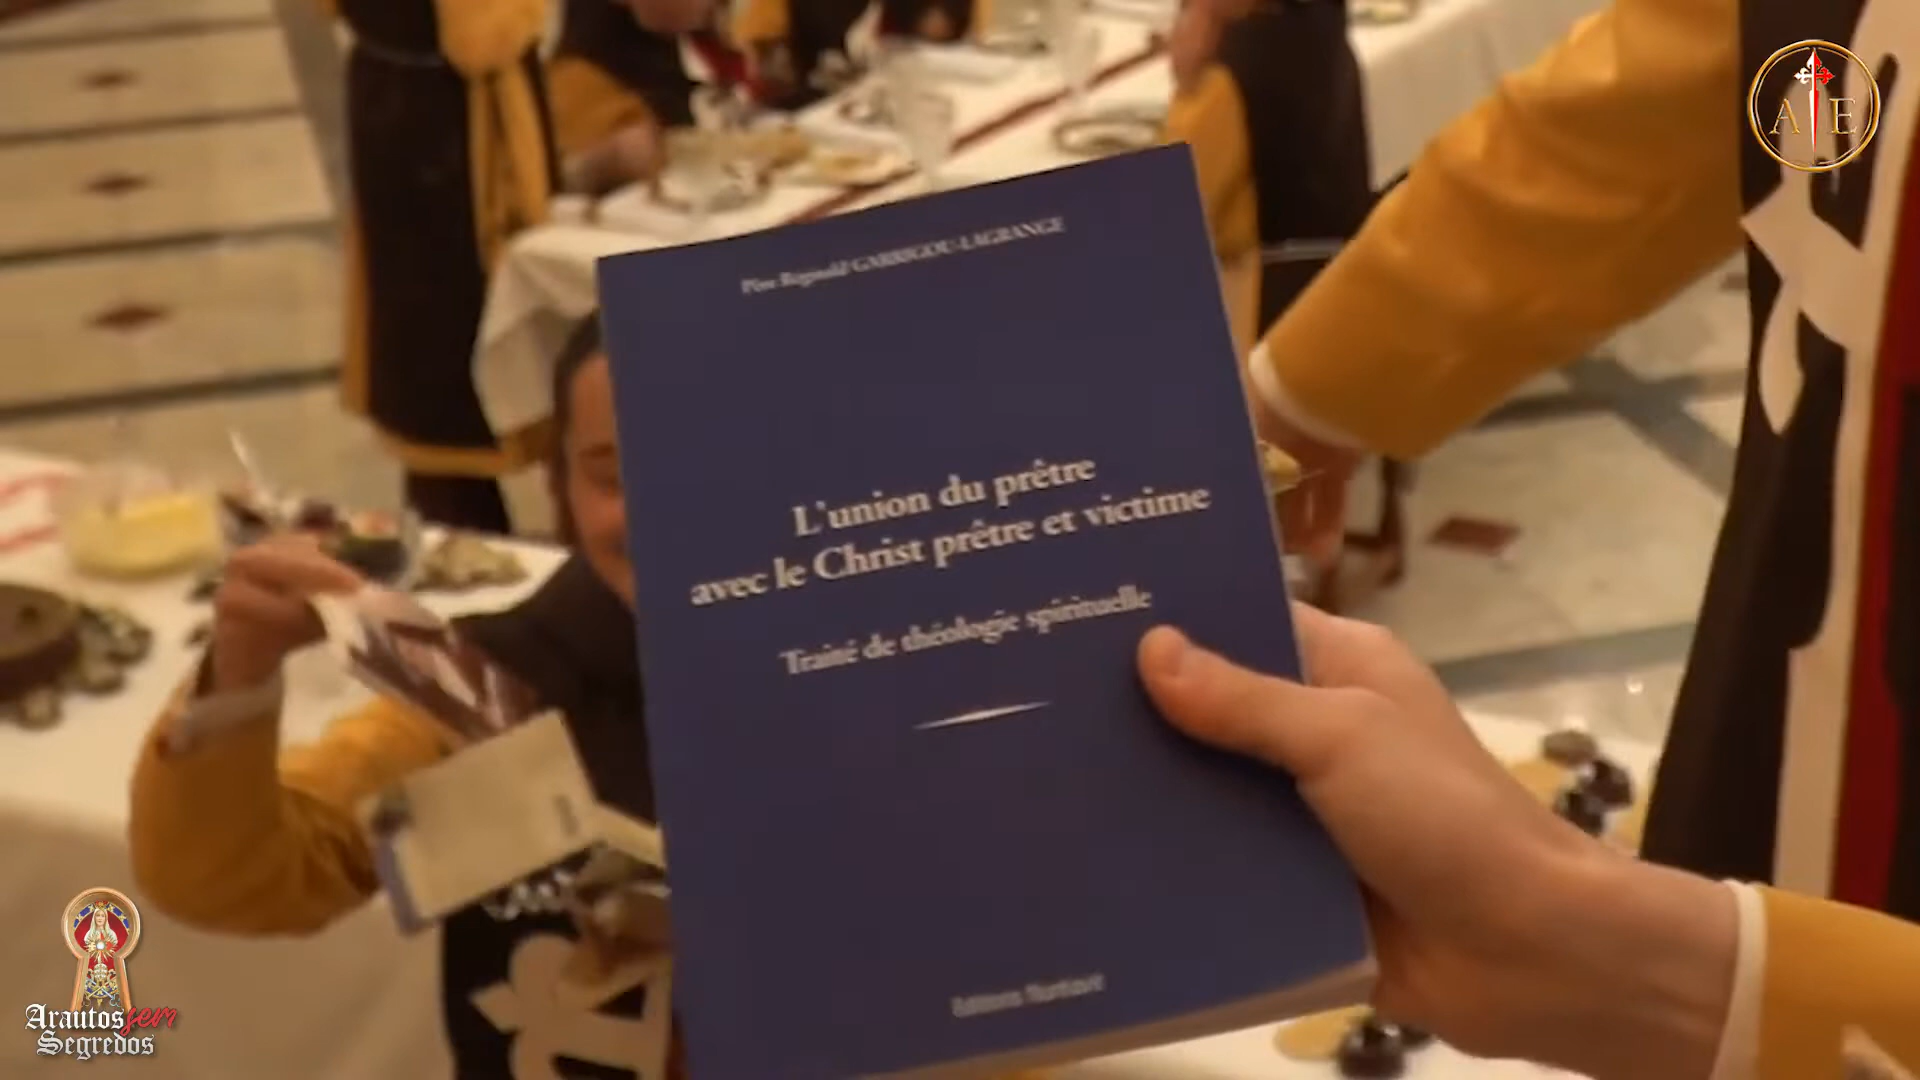 A E
Père Réginald GARRIGOU-LAGRANGE
L'union du prêtre
avec le Christ prêtre et victime
Traité de théologie spirituelle
Editions
Arautos sem
Segredos